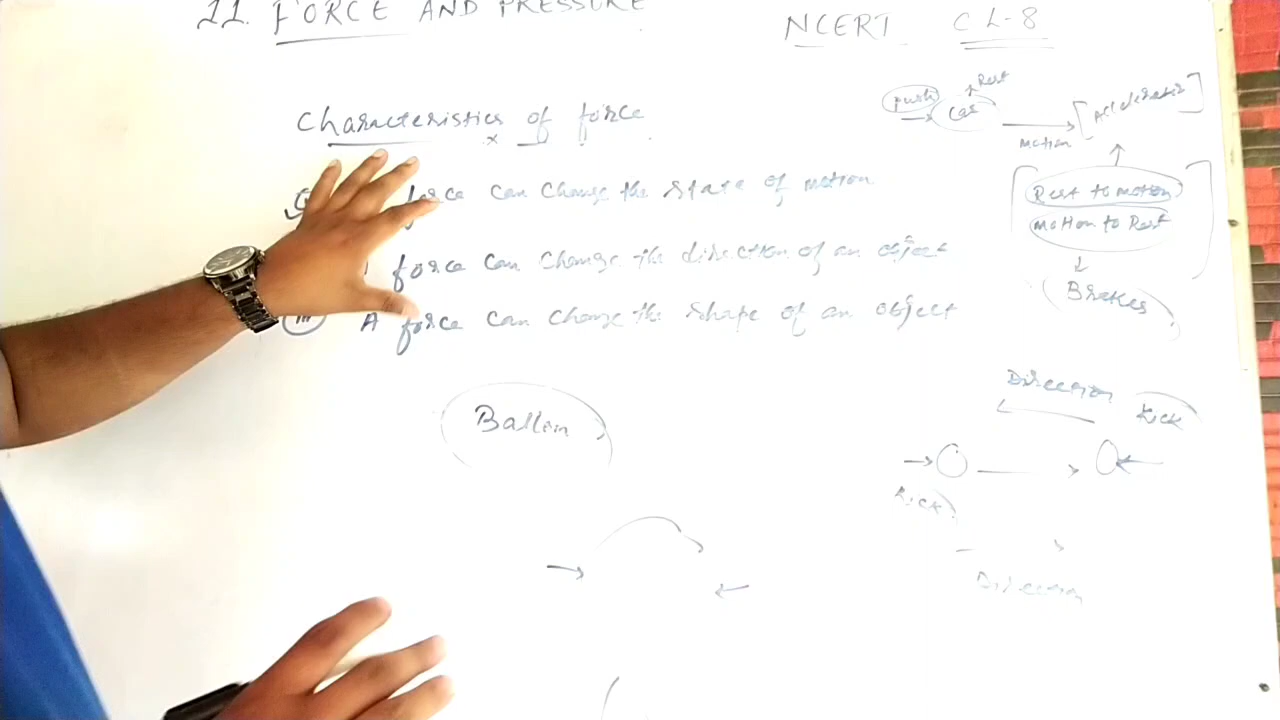 11. FORCE AND PRESSURE
NCERT CL-8
Characteristics of force
force can change the state of motion
force can change the direction of an object
III A force can change the shape of an object
Ballon
push
Car
Rest
motion
Accelerator
Rest to motion
Motion to Rest
Brakes
Direction
Kick
Kick
Direction